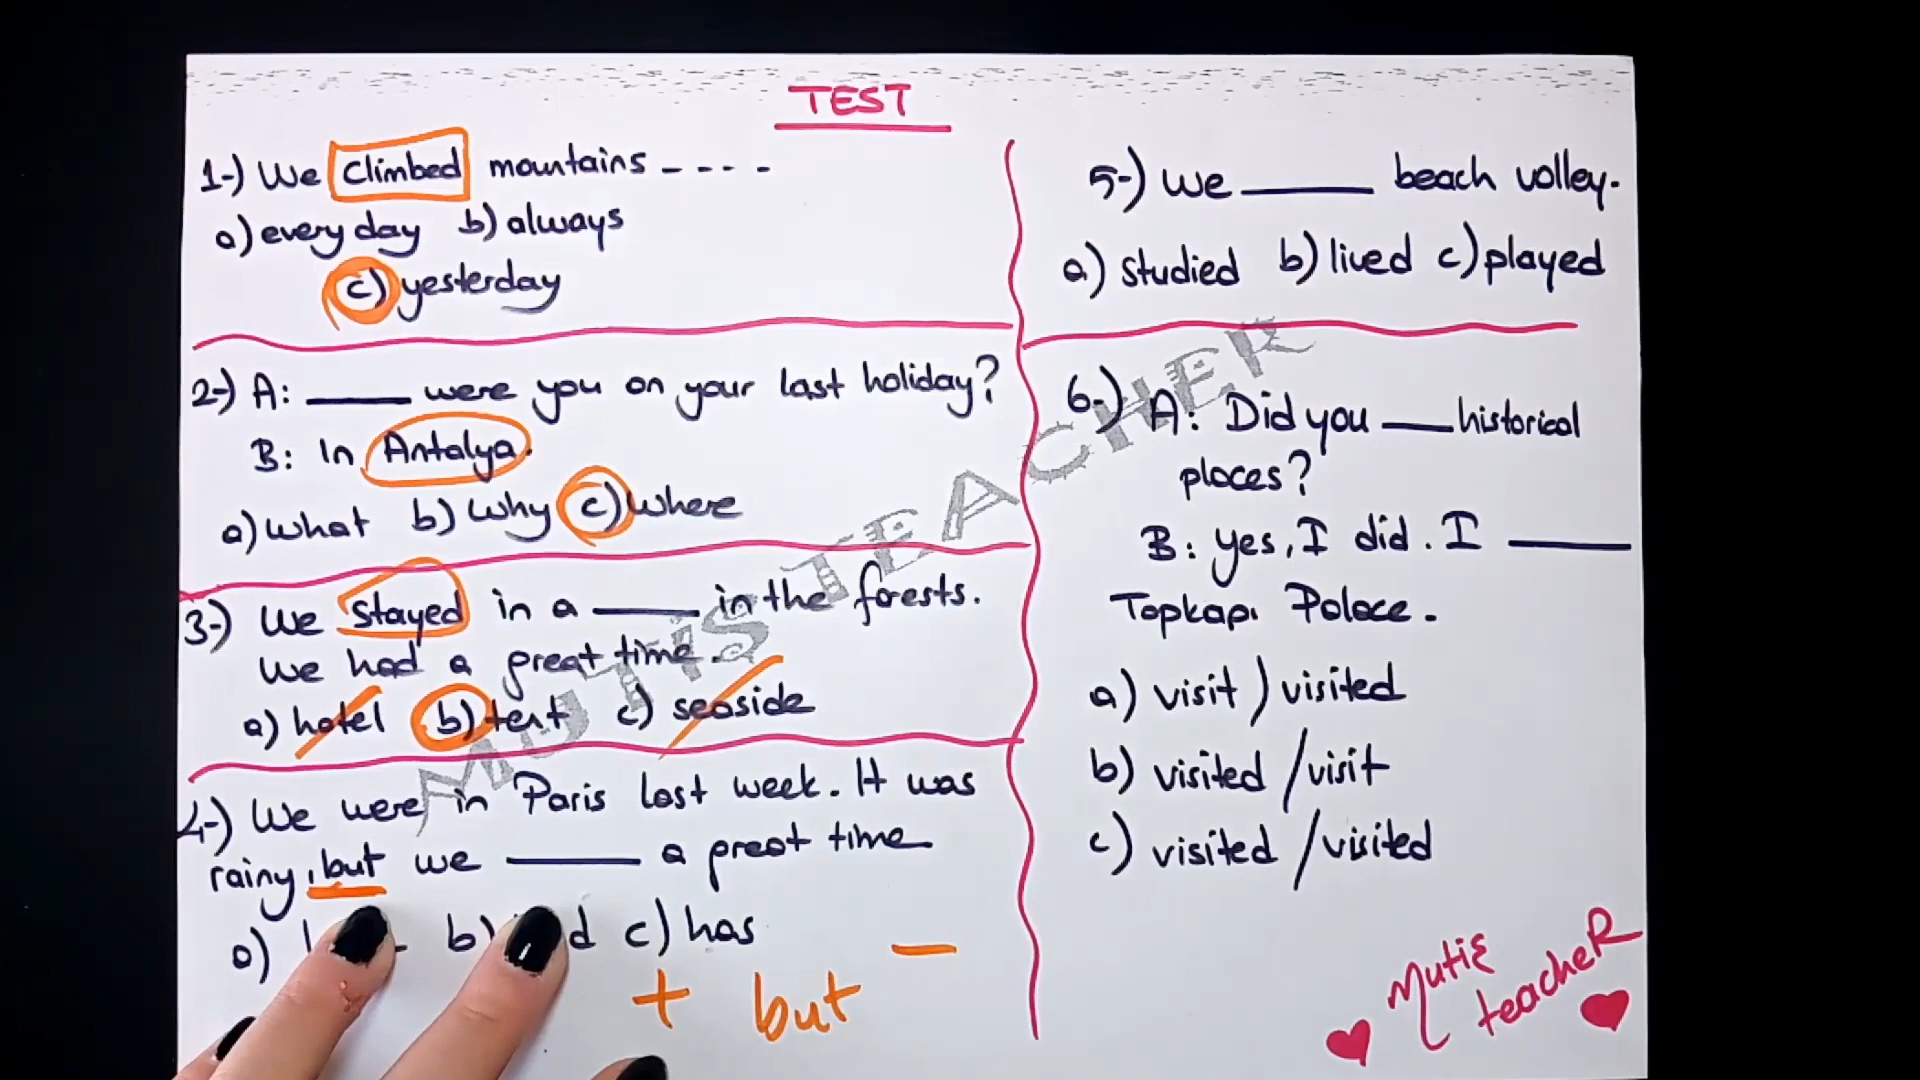 TEST
1-) We Climbed mountains ----
a) every day b) always
c) yesterday
2-) A: ____ were you on your last holiday?
B: In Antalya.
a) what b) why c) where
3-) We stayed in a ____ in the forests.
We had a great time.
a) hotel b) tent c) seaside
4-) We were in Paris last week. It was
rainy, but we ____ a great time
a) b) c) has
+ but -
5-) We ____ beach volley.
a) studied b) lived c) played
6-) A: Did you ____ historical
places?
B: yes, I did. I ____
Topkapı Palace.
a) visit / visited
b) visited / visit
c) visited / visited
Mutiş
teacheR
MUTİŞ TEACHER